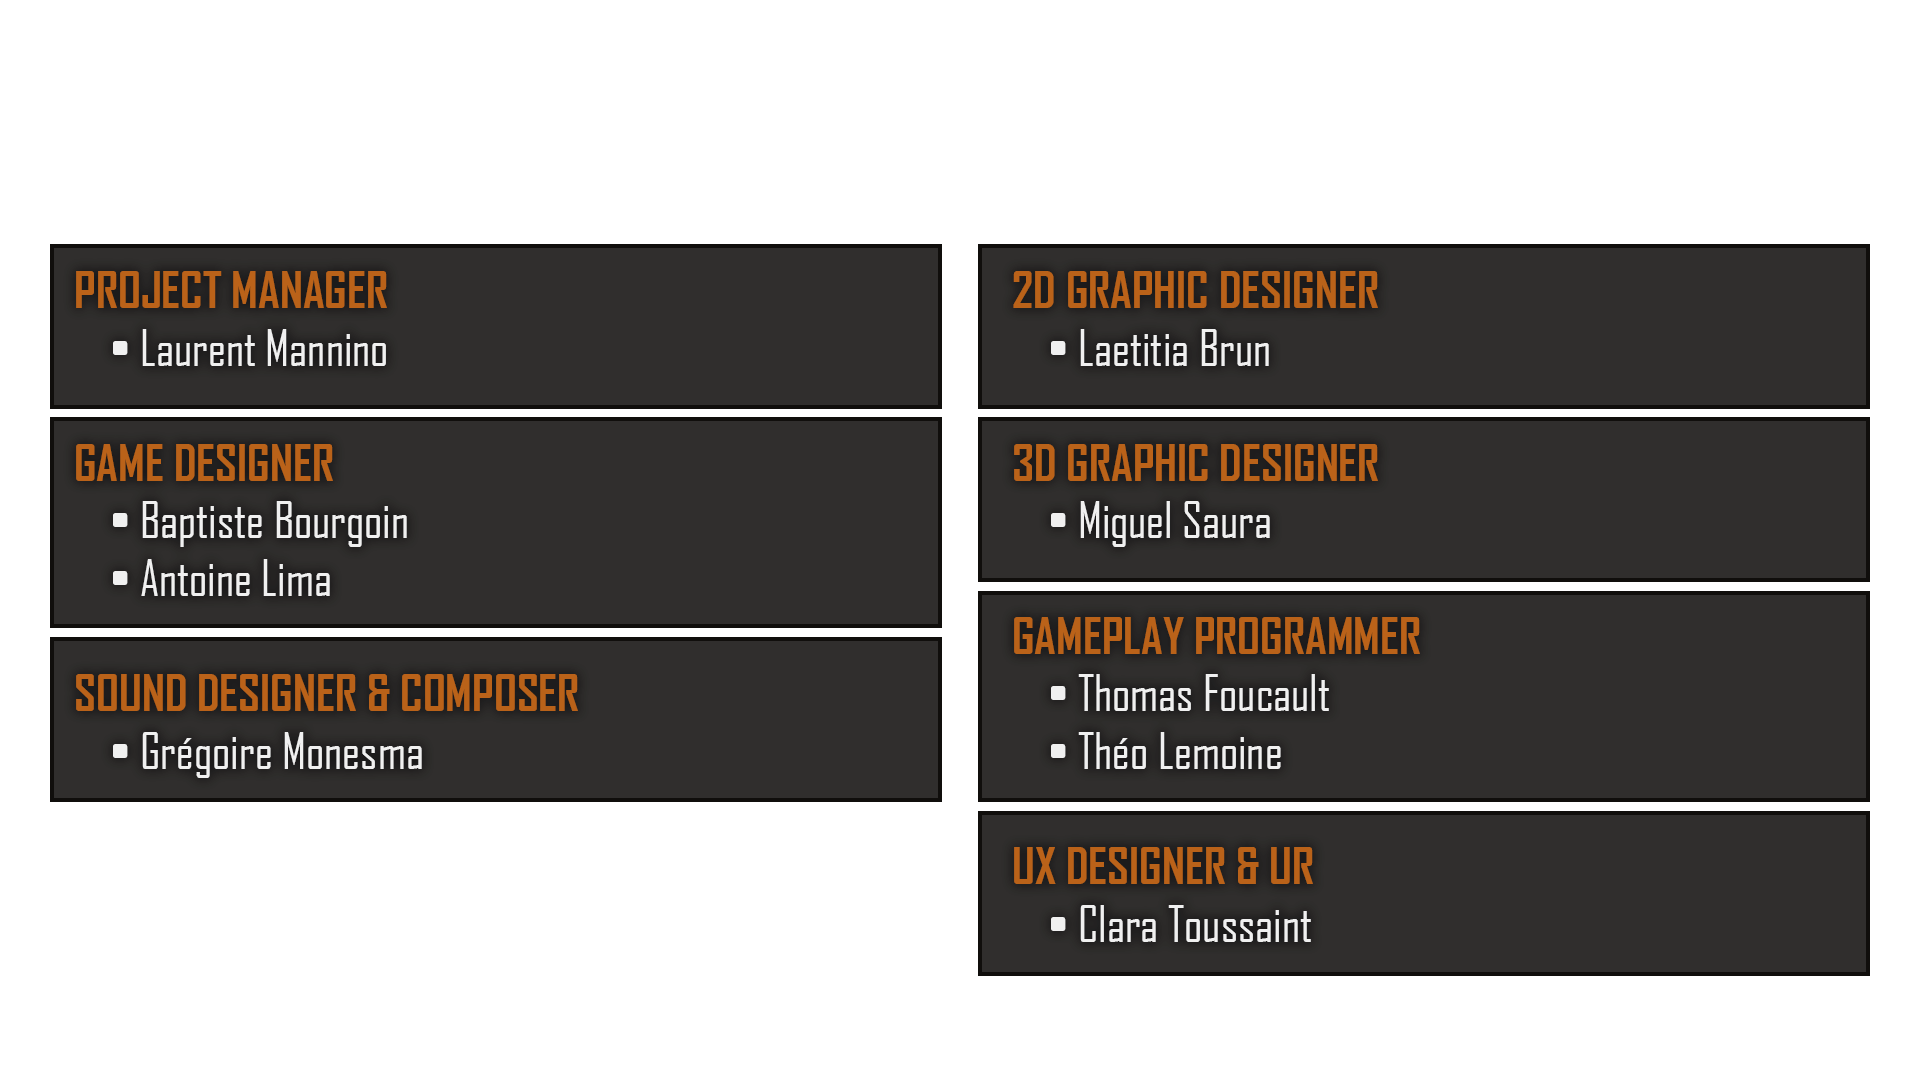 PROJECT MANAGER
▪ Laurent Mannino
GAME DESIGNER
▪ Baptiste Bourgoin
▪ Antoine Lima
SOUND DESIGNER & COMPOSER
▪ Grégoire Monesma
2D GRAPHIC DESIGNER
▪ Laetitia Brun
3D GRAPHIC DESIGNER
▪ Miguel Saura
GAMEPLAY PROGRAMMER
▪ Thomas Foucault
▪ Théo Lemoine
UX DESIGNER & UR
▪ Clara Toussaint